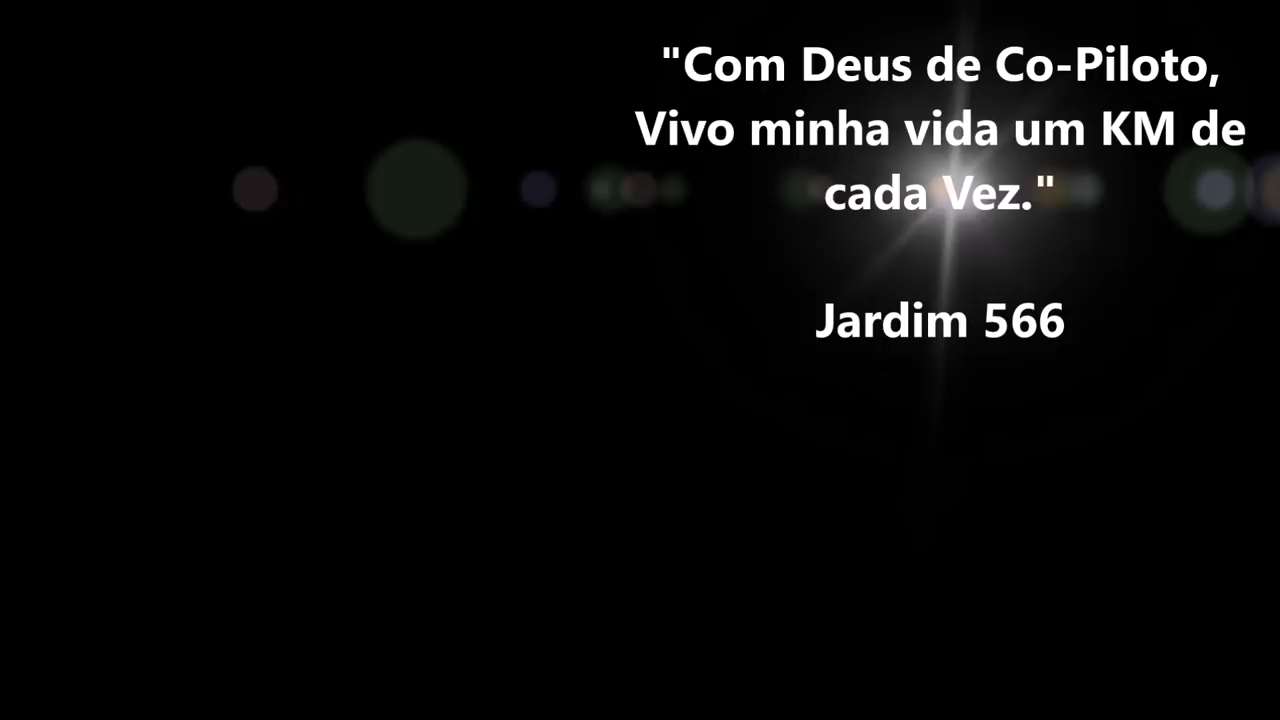 "Com Deus de Co-Piloto,
Vivo minha vida um KM de
cada Vez."
Jardim 566